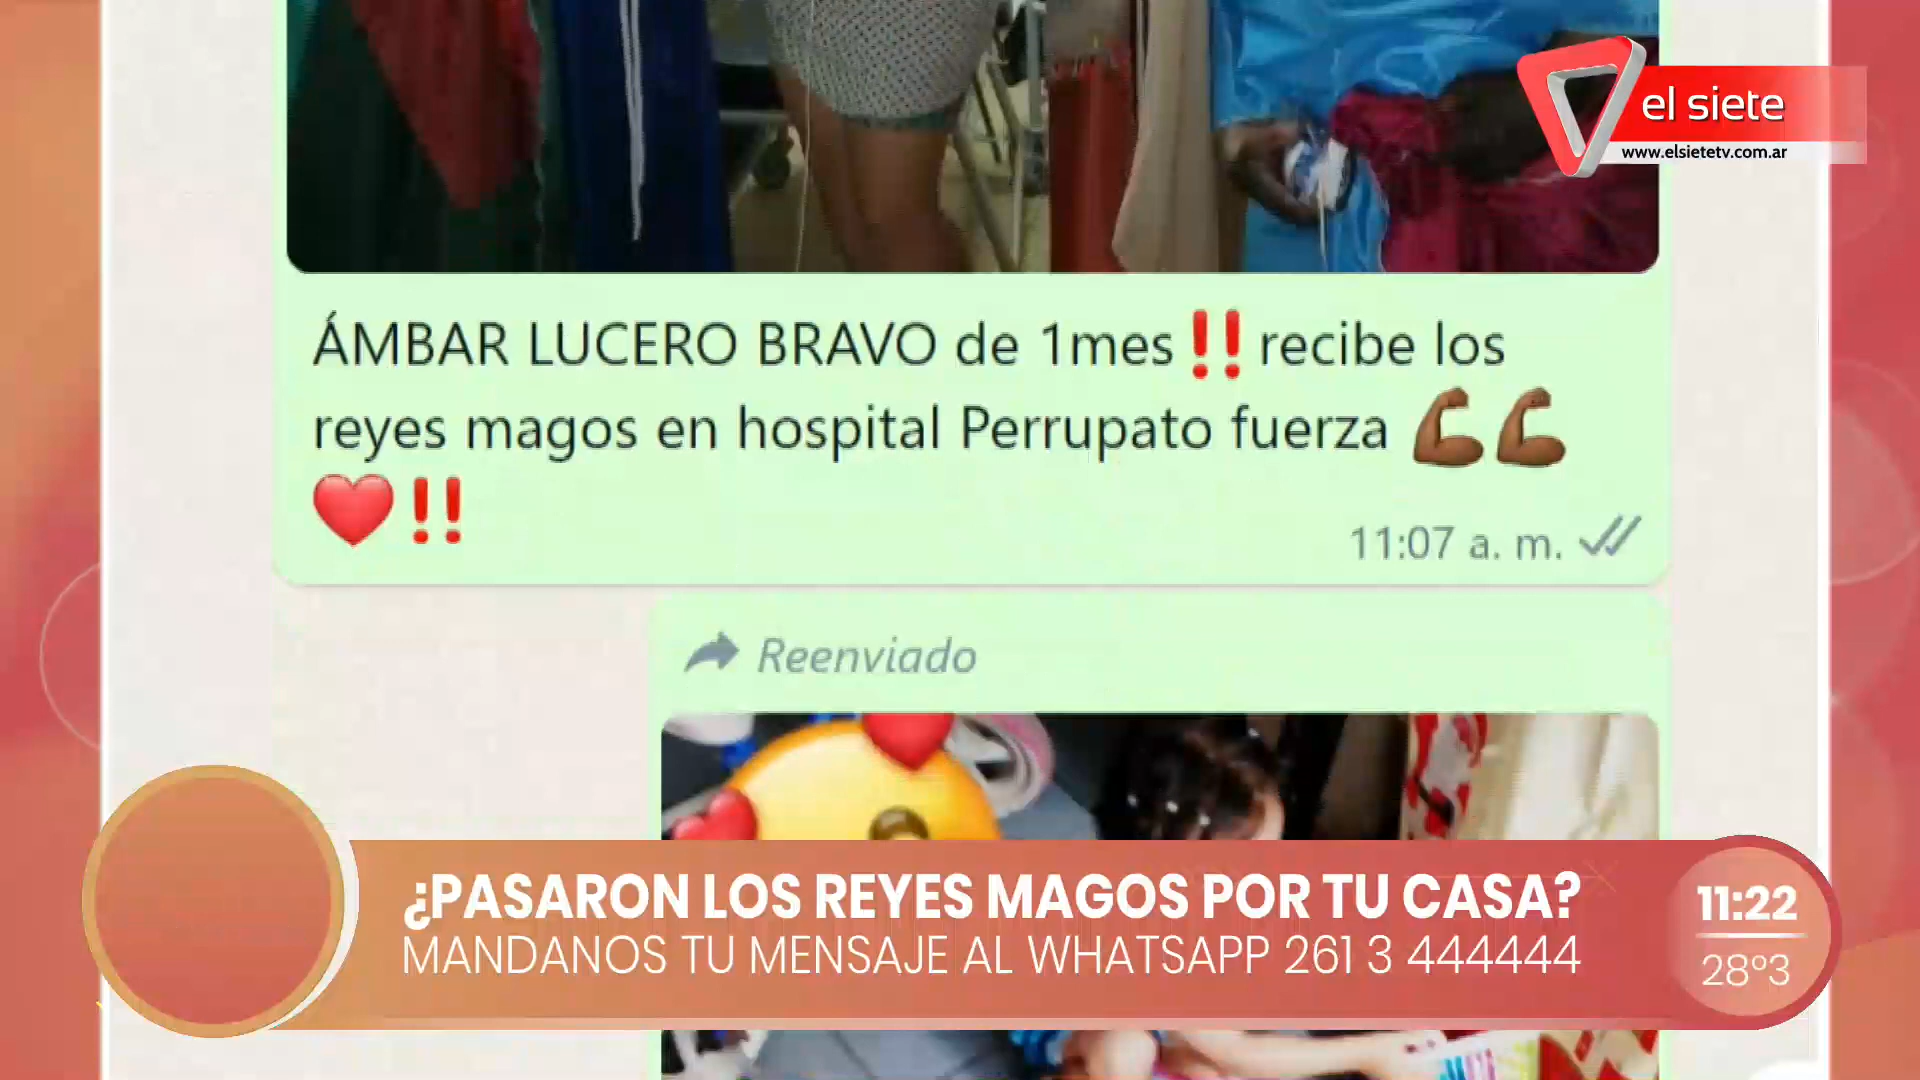 el siete
www.elsietetv.com.ar
ÁMBAR LUCERO BRAVO de 1mes‼️recibe los
reyes magos en hospital Perrupato fuerza 💪🏾💪🏾
❤️‼️
11:07 a. m.
Reenviado
¿PASARON LOS REYES MAGOS POR TU CASA?
MANDANOS TU MENSAJE AL WHATSAPP 261 3 444444
11:22
28º3